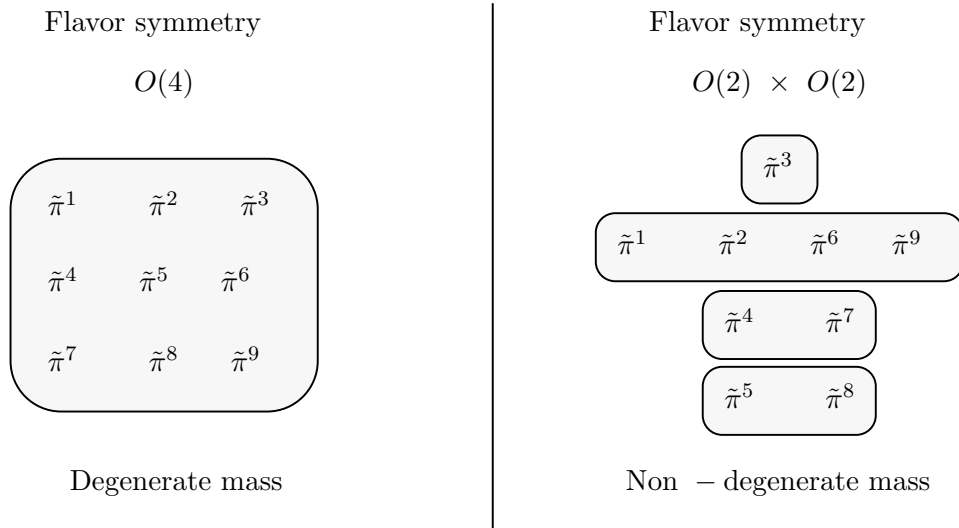 Flavor symmetry
O(4)
π̃¹ π̃² π̃³
π̃⁴ π̃⁵ π̃⁶
π̃⁷ π̃⁸ π̃⁹
Degenerate mass
Flavor symmetry
O(2) × O(2)
π̃³
π̃¹ π̃² π̃⁶ π̃⁹
π̃⁴ π̃⁷
π̃⁵ π̃⁸
Non − degenerate mass